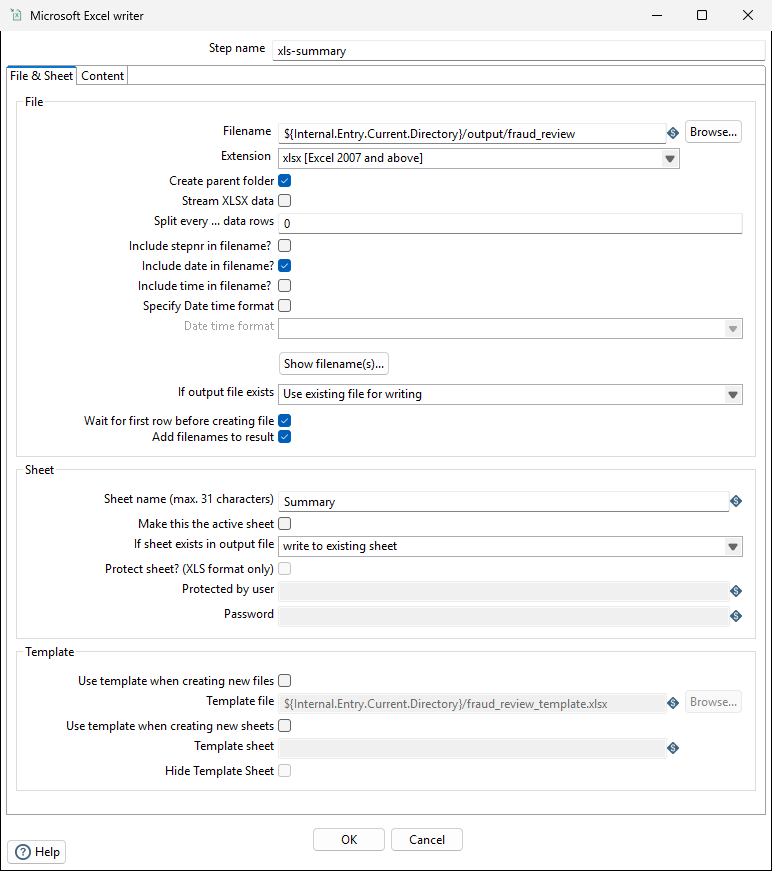 Microsoft Excel writer
Step name xls-summary
File & Sheet Content
File
Filename ${Internal.Entry.Current.Directory}/output/fraud_review Browse...
Extension xlsx [Excel 2007 and above]
Create parent folder
Stream XLSX data
Split every ... data rows 0
Include stepnr in filename?
Include date in filename?
Include time in filename?
Specify Date time format
Date time format
Show filename(s)...
If output file exists Use existing file for writing
Wait for first row before creating file
Add filenames to result
Sheet
Sheet name (max. 31 characters) Summary
Make this the active sheet
If sheet exists in output file write to existing sheet
Protect sheet? (XLS format only)
Protected by user
Password
Template
Use template when creating new files
Template file ${Internal.Entry.Current.Directory}/fraud_review_template.xlsx Browse...
Use template when creating new sheets
Template sheet
Hide Template Sheet
OK Cancel
Help